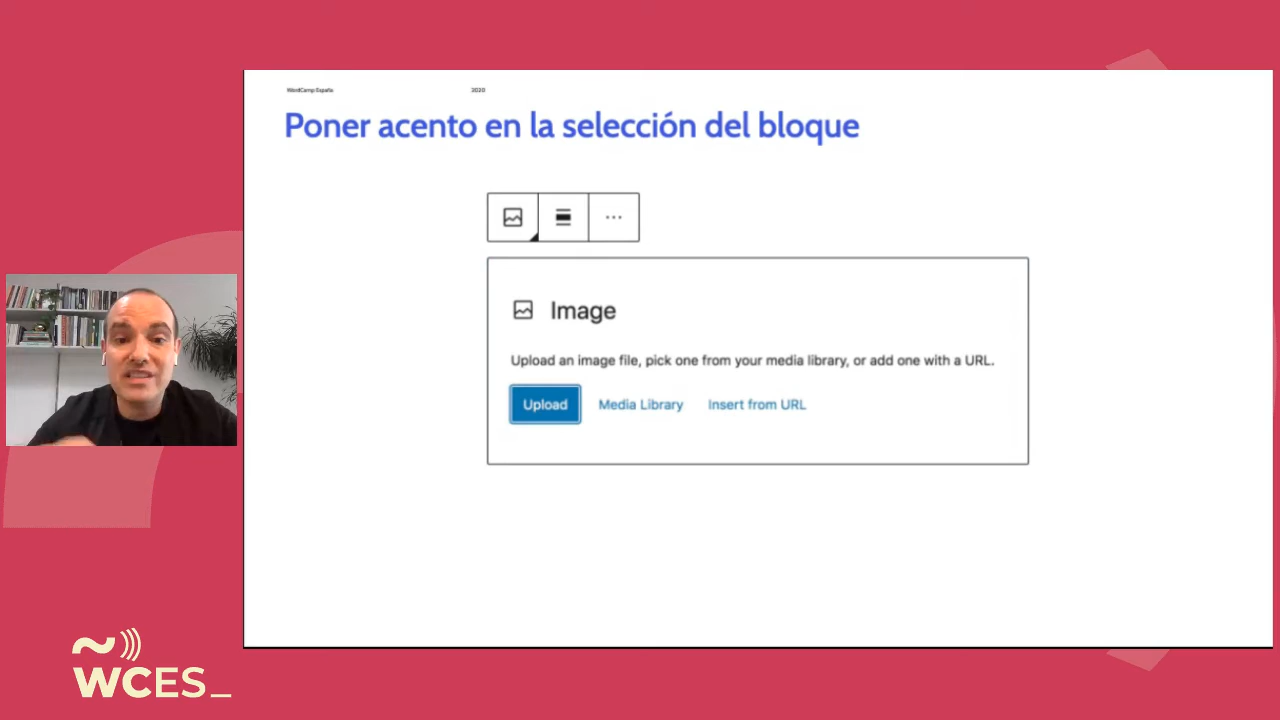 WordCamp España
2020
Poner acento en la selección del bloque
Image
Upload an image file, pick one from your media library, or add one with a URL.
Upload Media Library Insert from URL
WCES_